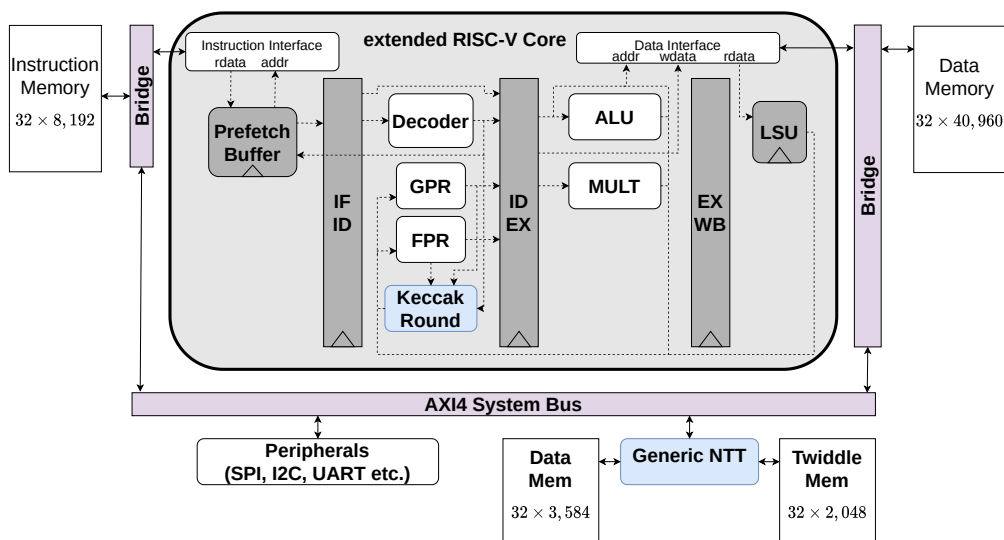 Instruction
Memory
32 × 8,192
Bridge
extended RISC-V Core
Instruction Interface
rdata addr
Data Interface
addr wdata rdata
Prefetch
Buffer
IF
ID
Decoder
GPR
FPR
Keccak
Round
ID
EX
ALU
MULT
EX
WB
LSU
Bridge
Data
Memory
32 × 40,960
AXI4 System Bus
Peripherals
(SPI, I2C, UART etc.)
Data
Mem
32 × 3,584
Generic NTT
Twiddle
Mem
32 × 2,048